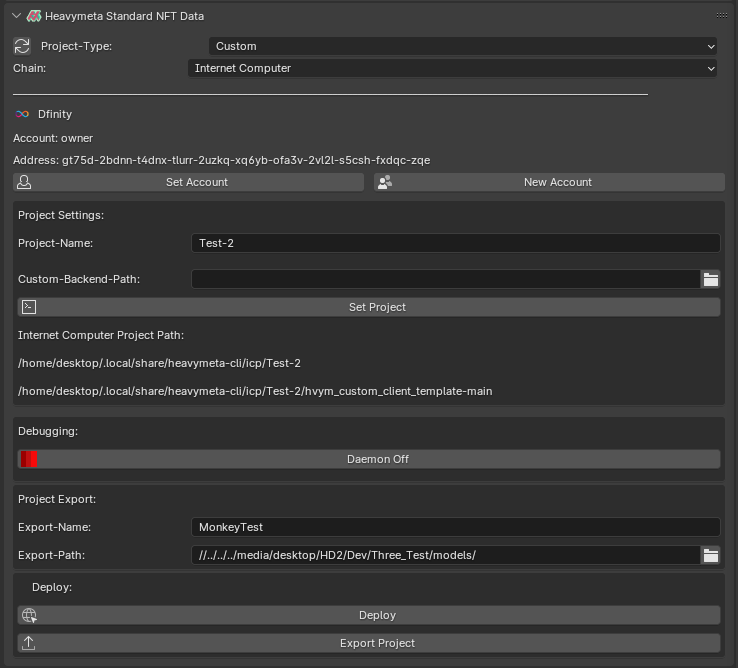 Heavymeta Standard NFT Data
Project-Type: Custom
Chain: Internet Computer
Dfinity
Account: owner
Address: gt75d-2bdnn-t4dnx-tlurr-2uzkq-xq6yb-ofa3v-2vl2l-s5csh-fxdqc-zqe
Set Account New Account
Project Settings:
Project-Name: Test-2
Custom-Backend-Path:
Set Project
Internet Computer Project Path:
/home/desktop/.local/share/heavymeta-cli/icp/Test-2
/home/desktop/.local/share/heavymeta-cli/icp/Test-2/hvym_custom_client_template-main
Debugging:
Daemon Off
Project Export:
Export-Name: MonkeyTest
Export-Path: //../../../media/desktop/HD2/Dev/Three_Test/models/
Deploy:
Deploy
Export Project